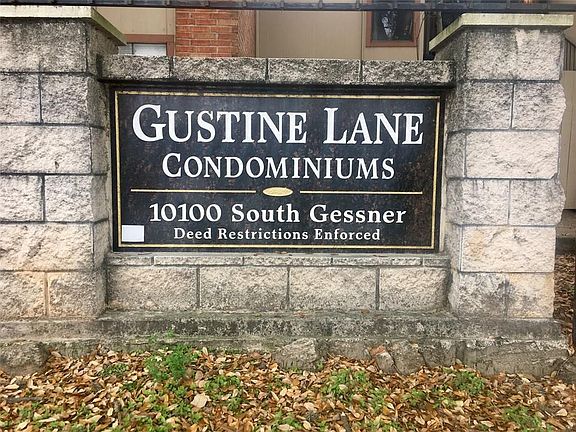 GUSTINE LANE
CONDOMINIUMS
10100 South Gessner
Deed Restrictions Enforced